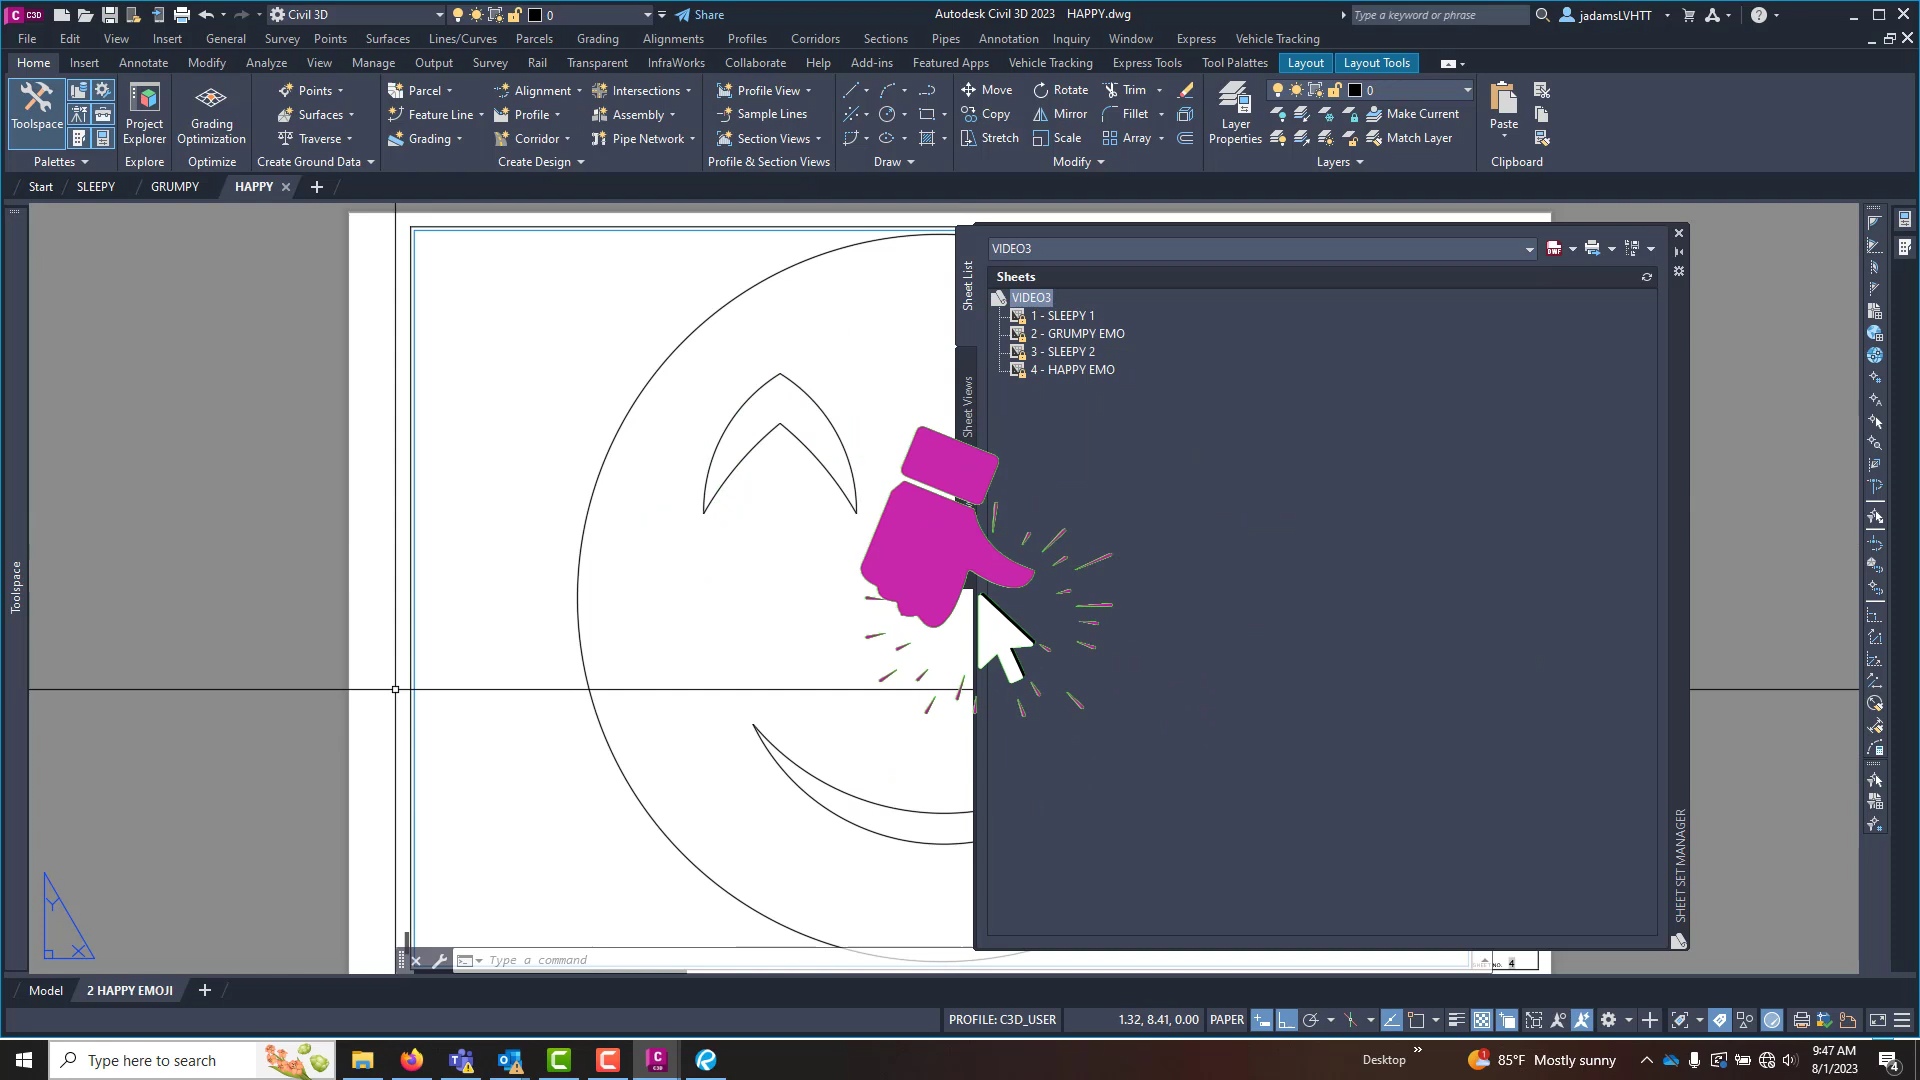 C3D Civil 3D 0 Share Autodesk Civil 3D 2023 HAPPY.dwg Type a keyword or phrase jadamsLVHTT
File Edit View Insert General Survey Points Surfaces Lines/Curves Parcels Grading Alignments Profiles Corridors Sections Pipes Annotation Inquiry Window Express Vehicle Tracking
Home Insert Annotate Modify Analyze View Manage Output Survey Rail Transparent InfraWorks Collaborate Help Add-ins Featured Apps Vehicle Tracking Express Tools Tool Palettes Layout Layout Tools
Points Parcel Alignment Intersections Profile View Move Rotate Trim 0
Toolspace Project Explorer Grading Optimization Surfaces Feature Line Profile Assembly Sample Lines Copy Mirror Fillet Layer Properties Make Current Paste
Traverse Grading Corridor Pipe Network Section Views Stretch Scale Array Match Layer
Palettes Explore Optimize Create Ground Data Create Design Profile & Section Views Draw Modify Layers Clipboard
Start SLEEPY GRUMPY HAPPY
VIDEO3
DWF
Sheets
Sheet List
VIDEO3
1 - SLEEPY 1
2 - GRUMPY EMO
3 - SLEEPY 2
4 - HAPPY EMO
Sheet Views
Toolspace
SHEET SET MANAGER
Y
X
Type a command
4
Model 2 HAPPY EMOJI
PROFILE: C3D_USER 1.32, 8.41, 0.00 PAPER
Type here to search C3D Desktop 1 85°F Mostly sunny 9:47 AM
8/1/2023 4